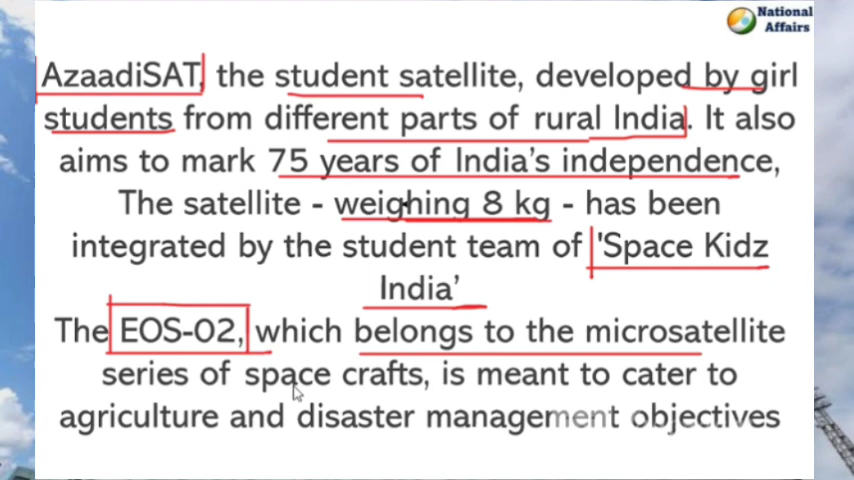 National
Affairs
AzaadiSAT, the student satellite, developed by girl
students from different parts of rural India. It also
aims to mark 75 years of India's independence,
The satellite - weighing 8 kg - has been
integrated by the student team of 'Space Kidz
India'
The EOS-02, which belongs to the microsatellite
series of space crafts, is meant to cater to
agriculture and disaster management objectives